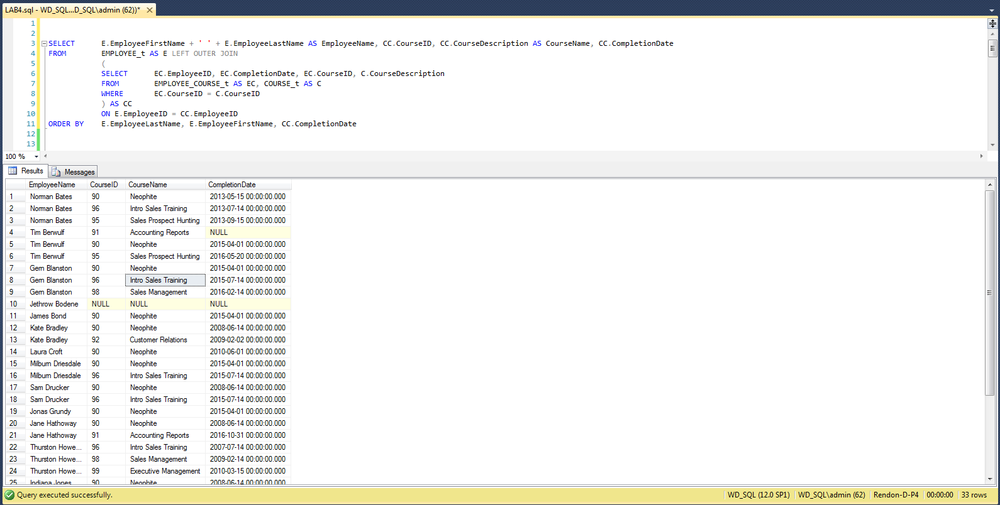 LAB4.sql - WD_SQL...D_SQL\admin (62))*
1
2
3 SELECT E.EmployeeFirstName + ' ' + E.EmployeeLastName AS EmployeeName, CC.CourseID, CC.CourseDescription AS CourseName, CC.CompletionDate
4 FROM EMPLOYEE_t AS E LEFT OUTER JOIN
5 (
6 SELECT EC.EmployeeID, EC.CompletionDate, EC.CourseID, C.CourseDescription
7 FROM EMPLOYEE_COURSE_t AS EC, COURSE_t AS C
8 WHERE EC.CourseID = C.CourseID
9 ) AS CC
10 ON E.EmployeeID = CC.EmployeeID
11 ORDER BY E.EmployeeLastName, E.EmployeeFirstName, CC.CompletionDate
12
13
100 %
Results Messages
EmployeeName CourseID CourseName CompletionDate
1 Norman Bates 90 Neophite 2013-05-15 00:00:00.000
2 Norman Bates 96 Intro Sales Training 2013-07-14 00:00:00.000
3 Norman Bates 95 Sales Prospect Hunting 2013-09-15 00:00:00.000
4 Tim Berwulf 91 Accounting Reports NULL
5 Tim Berwulf 90 Neophite 2015-04-01 00:00:00.000
6 Tim Berwulf 95 Sales Prospect Hunting 2016-05-20 00:00:00.000
7 Gern Blanston 90 Neophite 2015-04-01 00:00:00.000
8 Gern Blanston 96 Intro Sales Training 2015-07-14 00:00:00.000
9 Gern Blanston 98 Sales Management 2016-02-14 00:00:00.000
10 Jethrow Bodene NULL NULL NULL
11 James Bond 90 Neophite 2015-04-01 00:00:00.000
12 Kate Bradley 90 Neophite 2008-06-14 00:00:00.000
13 Kate Bradley 92 Customer Relations 2009-02-02 00:00:00.000
14 Laura Croft 90 Neophite 2010-06-01 00:00:00.000
15 Milburn Driesdale 90 Neophite 2015-04-01 00:00:00.000
16 Milburn Driesdale 96 Intro Sales Training 2015-07-14 00:00:00.000
17 Sam Drucker 90 Neophite 2008-06-14 00:00:00.000
18 Sam Drucker 96 Intro Sales Training 2015-07-14 00:00:00.000
19 Jonas Grundy 90 Neophite 2015-04-01 00:00:00.000
20 Jane Hathoway 90 Neophite 2008-06-14 00:00:00.000
21 Jane Hathoway 91 Accounting Reports 2016-10-31 00:00:00.000
22 Thurston Howe... 96 Intro Sales Training 2007-07-14 00:00:00.000
23 Thurston Howe... 98 Sales Management 2009-02-14 00:00:00.000
24 Thurston Howe... 99 Executive Management 2010-03-15 00:00:00.000
25 Indiana Jones 90 Neophite 2008-06-14 00:00:00.000
Query executed successfully. WD_SQL (12.0 SP1) WD_SQL\admin (62) Rendon-D-P4 00:00:00 33 rows